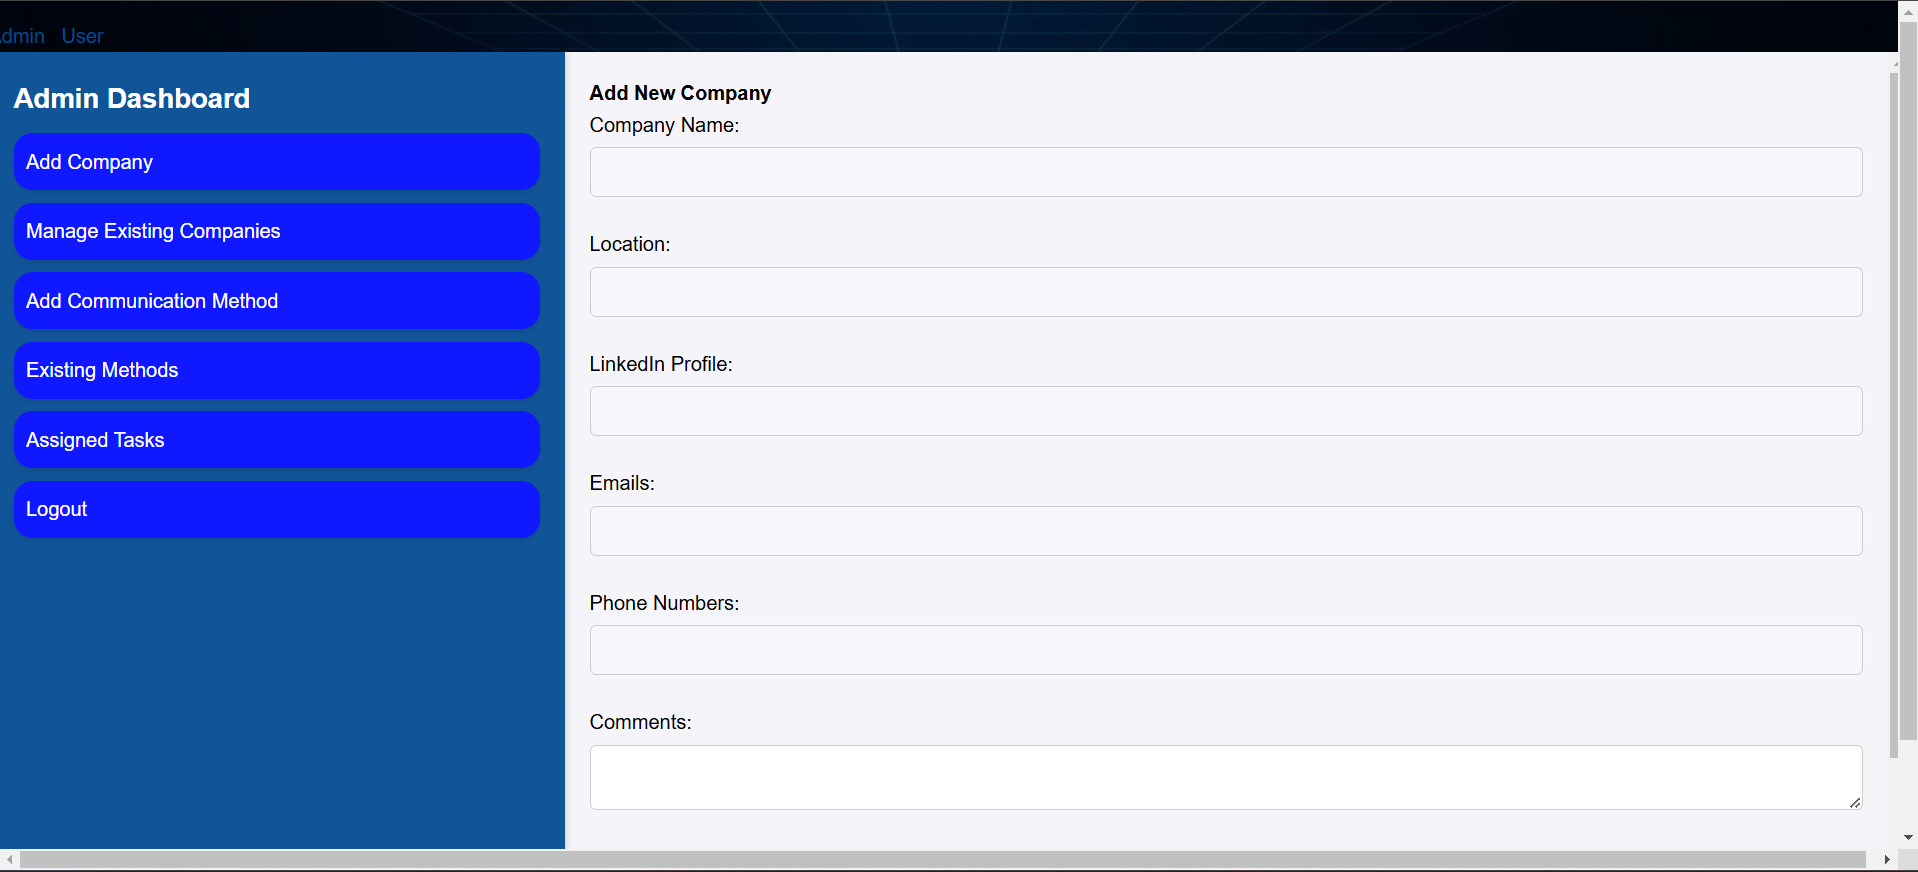 dmin User
Admin Dashboard
Add Company
Manage Existing Companies
Add Communication Method
Existing Methods
Assigned Tasks
Logout
Add New Company
Company Name:
Location:
LinkedIn Profile:
Emails:
Phone Numbers:
Comments: